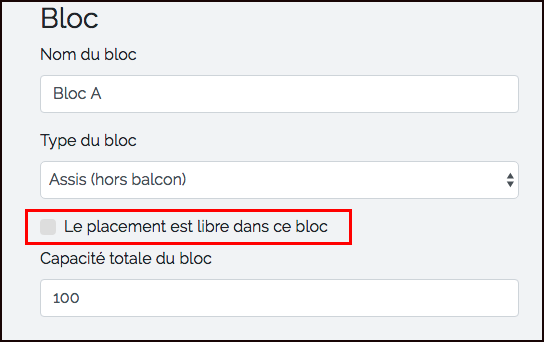 Bloc
Nom du bloc
Bloc A
Type du bloc
Assis (hors balcon)
Le placement est libre dans ce bloc
Capacité totale du bloc
100